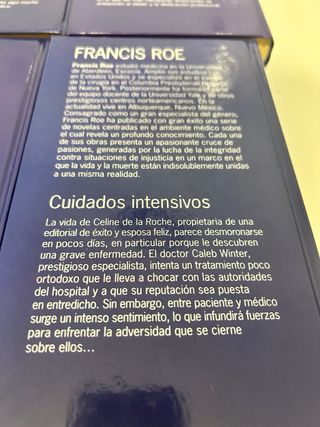 FRANCIS ROE
Francis Roe estudió medicina en la Universidad
de Aberdeen, Escocia. Amplió sus estudios
en Estados Unidos y se especializó en el campo
de la cirugía en el Columbia Presbyterian
de Nueva York. Posteriormente ha formado parte
del equipo docente de la Universidad Yale y de otros
prestigiosos centros norteamericanos. En la
actualidad vive en Albuquerque, Nuevo México.
Consagrado como un gran especialista del género,
Francis Roe ha publicado con gran éxito una serie
de novelas centradas en el ambiente médico sobre
el cual revela un profundo conocimiento. Cada una
de sus obras presenta un apasionante cruce de
pasiones, generadas por la lucha de la integridad
contra situaciones de injusticia en un marco en el
que la vida y la muerte están indisolublemente unidas
a una misma realidad.
Cuidados intensivos
La vida de Celine de la Roche, propietaria de una
editorial de éxito y esposa feliz, parece desmoronarse
en pocos días, en particular porque le descubren
una grave enfermedad. El doctor Caleb Winter,
prestigioso especialista, intenta un tratamiento poco
ortodoxo que le lleva a chocar con las autoridades
del hospital y a que su reputación sea puesta
en entredicho. Sin embargo, entre paciente y médico
surge un intenso sentimiento, lo que infundirá fuerzas
para enfrentar la adversidad que se cierne
sobre ellos...